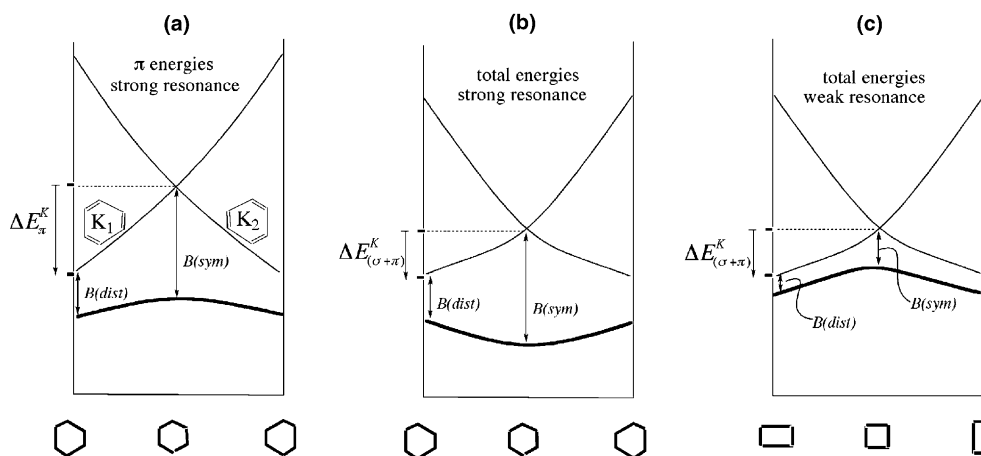 (a)
π energies
strong resonance
ΔE_π^K
K₁
K₂
B(sym)
B(dist)
(b)
total energies
strong resonance
ΔE_(σ+π)^K
B(dist)
B(sym)
(c)
total energies
weak resonance
ΔE_(σ+π)^K
B(sym)
B(dist)